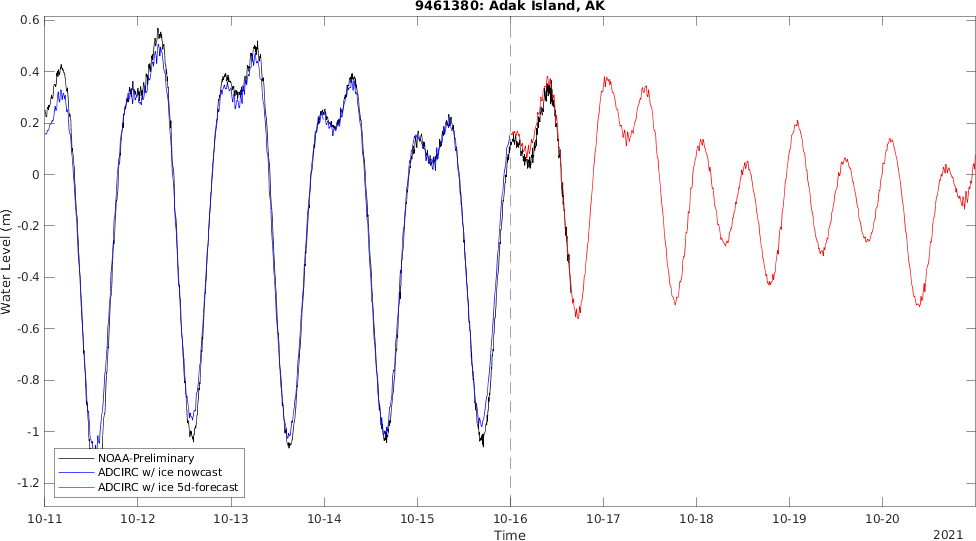 9461380: Adak Island, AK
0.6
0.4
0.2
0
-0.2
-0.4
-0.6
-0.8
-1
-1.2
Water Level (m)
NOAA-Preliminary
ADCIRC w/ ice nowcast
ADCIRC w/ ice 5d-forecast
10-11 10-12 10-13 10-14 10-15 10-16 10-17 10-18 10-19 10-20
Time
2021